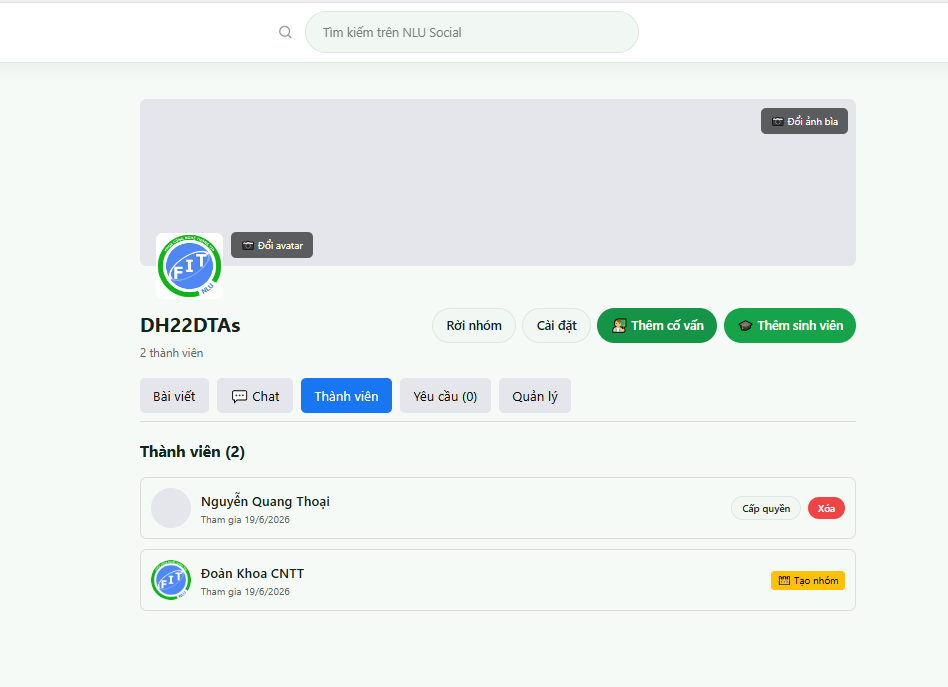 Tìm kiếm trên NLU Social
Đổi ảnh bìa
FIT
NLU
Đổi avatar
DH22DTAs
2 thành viên
Rời nhóm
Cài đặt
Thêm cố vấn
Thêm sinh viên
Bài viết
Chat
Thành viên
Yêu cầu (0)
Quản lý
Thành viên (2)
Nguyễn Quang Thoại
Tham gia 19/6/2026
Cấp quyền
Xóa
FIT
Đoàn Khoa CNTT
Tham gia 19/6/2026
Tạo nhóm